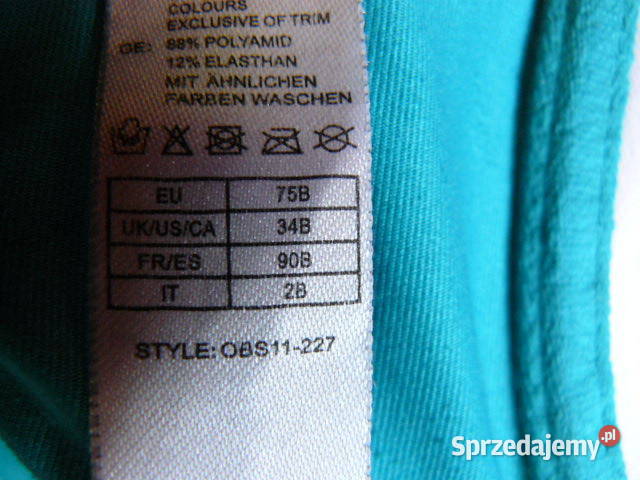 COLOURS
EXCLUSIVE OF TRIM
GE: 88% POLYAMID
12% ELASTHAN
MIT ÄHNLICHEN
FARBEN WASCHEN
EU 75B
UK/US/CA 34B
FR/ES 90B
IT 2B
STYLE: OBS11-227
Sprzedajemy.pl